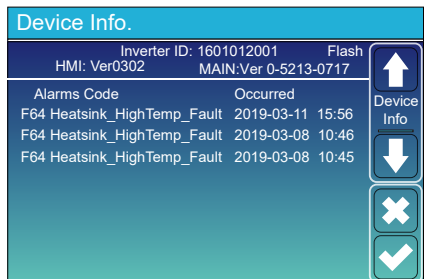 Device Info.
Inverter ID: 1601012001 Flash
HMI: Ver0302 MAIN:Ver 0-5213-0717
Alarms Code Occurred
F64 Heatsink_HighTemp_Fault 2019-03-11 15:56
F64 Heatsink_HighTemp_Fault 2019-03-08 10:46
F64 Heatsink_HighTemp_Fault 2019-03-08 10:45
Device
Info